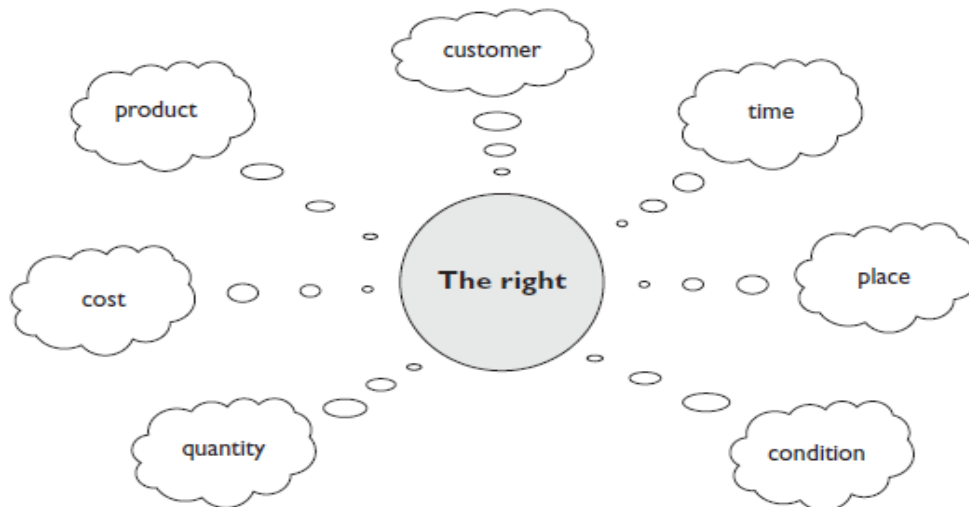 customer
product
time
The right
place
cost
quantity
condition